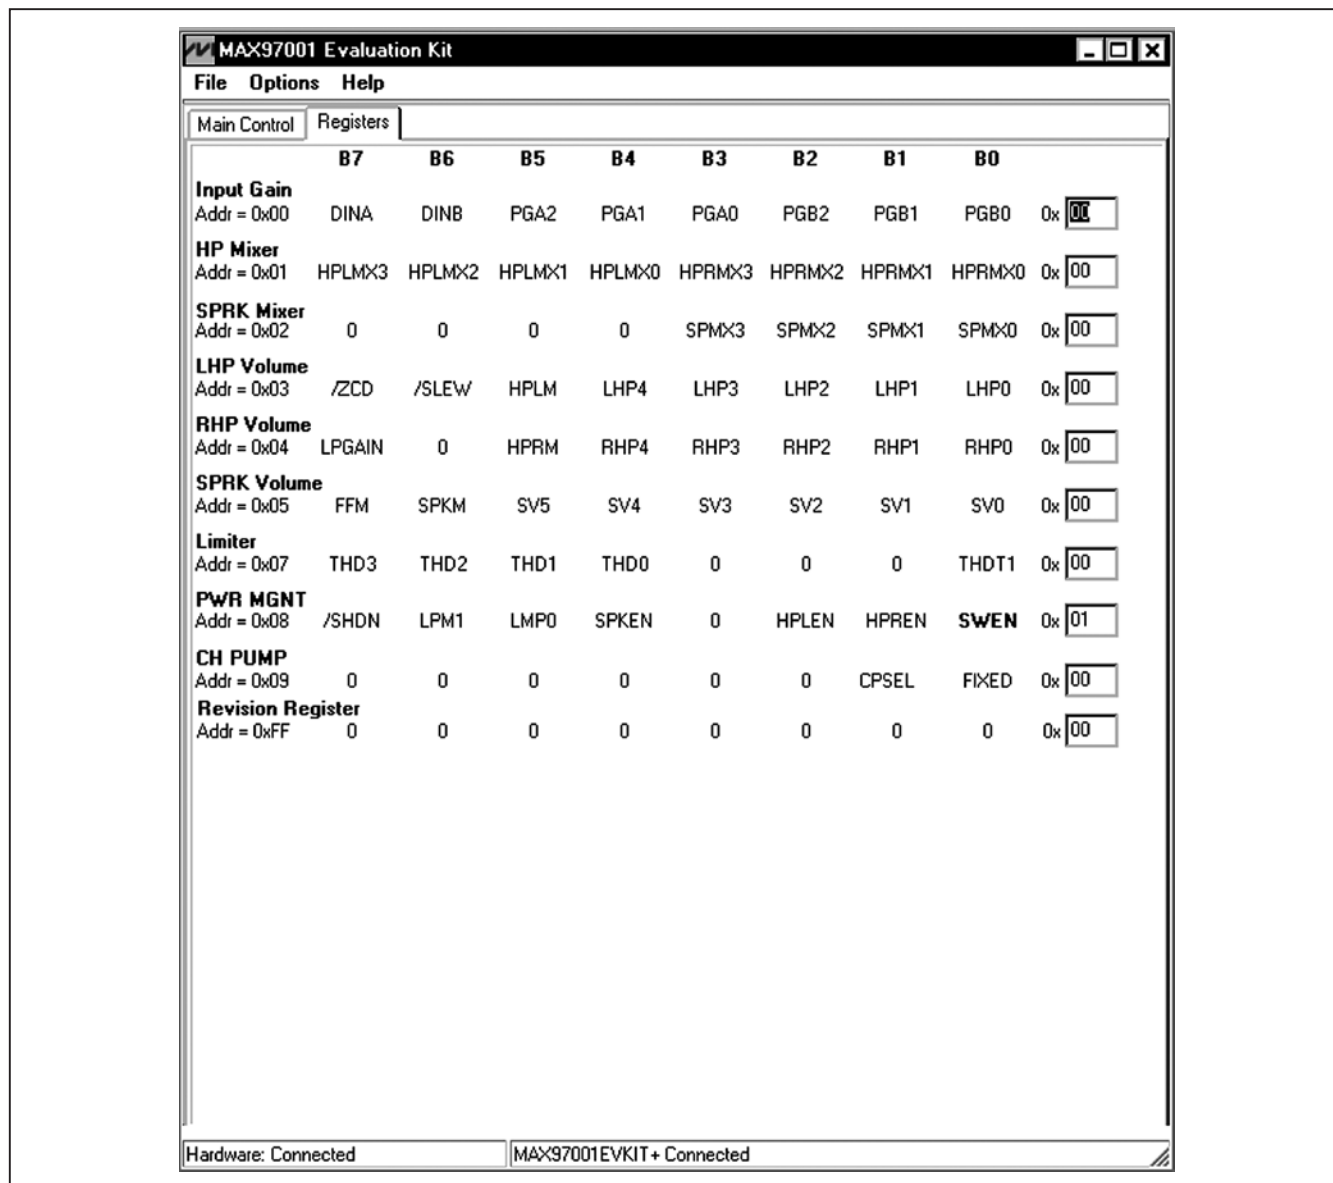 MAX97001 Evaluation Kit
File Options Help
Main Control Registers
B7 B6 B5 B4 B3 B2 B1 B0
Input Gain
Addr = 0x00 DINA DINB PGA2 PGA1 PGA0 PGB2 PGB1 PGB0 0x 00
HP Mixer
Addr = 0x01 HPLMX3 HPLMX2 HPLMX1 HPLMX0 HPRMX3 HPRMX2 HPRMX1 HPRMX0 0x 00
SPRK Mixer
Addr = 0x02 0 0 0 0 SPMX3 SPMX2 SPMX1 SPMX0 0x 00
LHP Volume
Addr = 0x03 /ZCD /SLEW HPLM LHP4 LHP3 LHP2 LHP1 LHP0 0x 00
RHP Volume
Addr = 0x04 LPGAIN 0 HPRM RHP4 RHP3 RHP2 RHP1 RHP0 0x 00
SPRK Volume
Addr = 0x05 FFM SPKM SV5 SV4 SV3 SV2 SV1 SV0 0x 00
Limiter
Addr = 0x07 THD3 THD2 THD1 THD0 0 0 0 THDT1 0x 00
PWR MGNT
Addr = 0x08 /SHDN LPM1 LMP0 SPKEN 0 HPLEN HPREN SWEN 0x 01
CH PUMP
Addr = 0x09 0 0 0 0 0 0 CPSEL FIXED 0x 00
Revision Register
Addr = 0xFF 0 0 0 0 0 0 0 0 0x 00
Hardware: Connected MAX97001EVKIT+ Connected